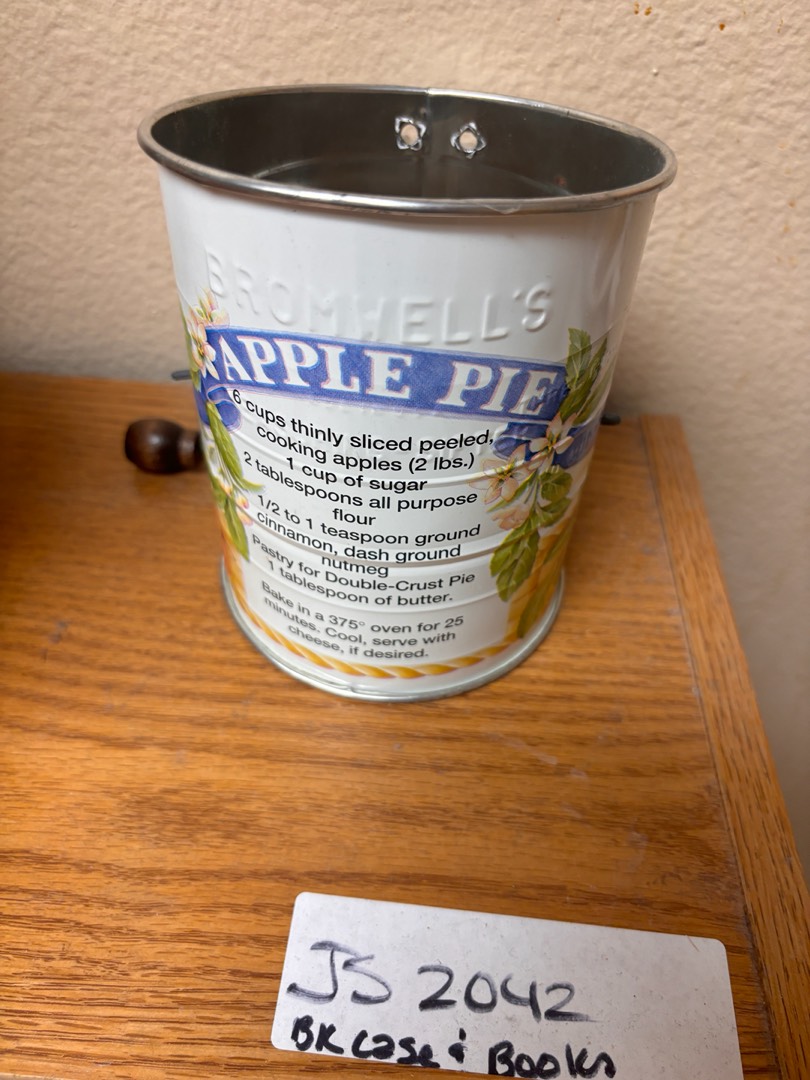 BROMWELL'S
APPLE PIE
6 cups thinly sliced peeled,
cooking apples (2 lbs.)
1 cup of sugar
2 tablespoons all purpose
flour
1/2 to 1 teaspoon ground
cinnamon, dash ground
nutmeg
Pastry for Double-Crust Pie
1 tablespoon of butter.
Bake in a 375° oven for 25
minutes. Cool, serve with
cheese, if desired.
JS 2042
BK Case & Books